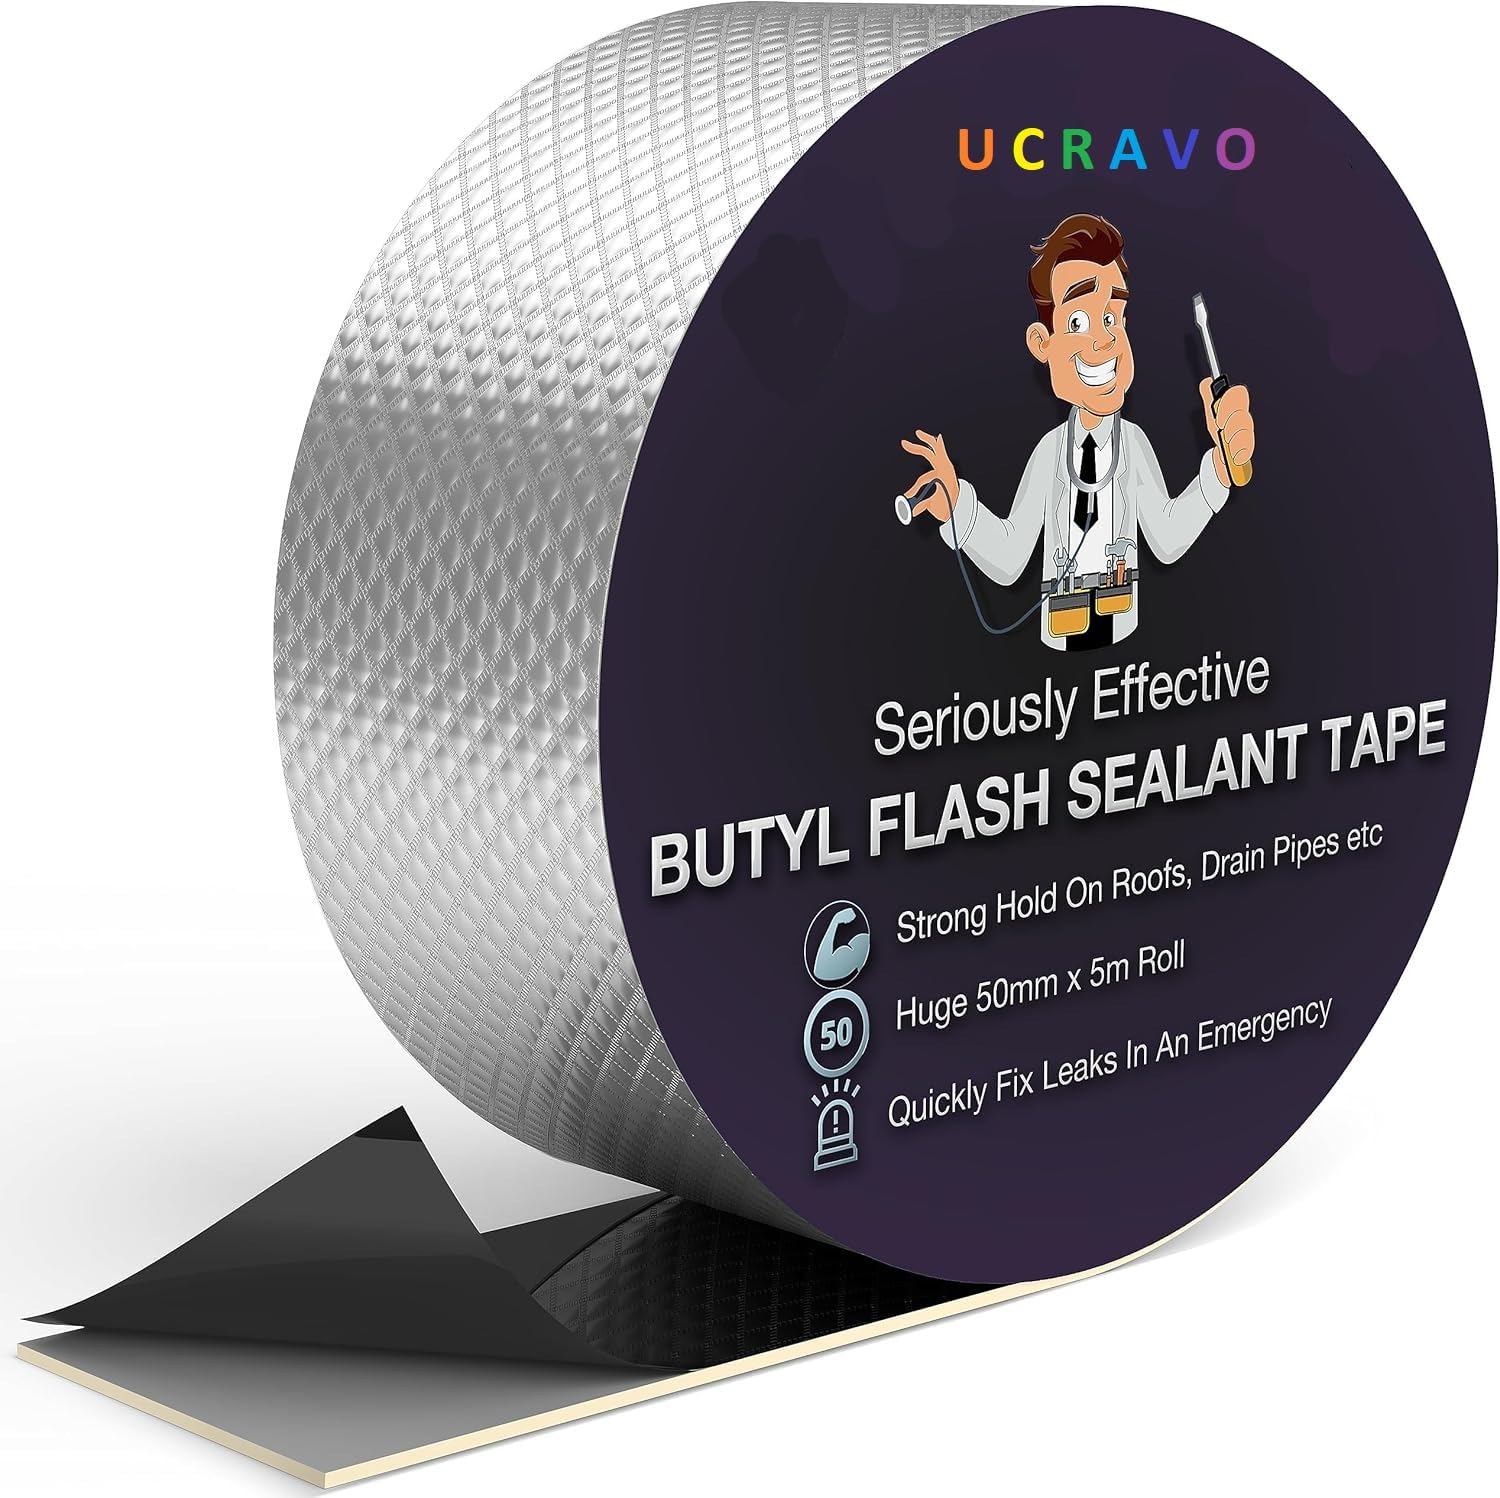 UCRAVO
Seriously Effective
BUTYL FLASH SEALANT TAPE
Strong Hold On Roofs, Drain Pipes etc
50
Huge 50mm x 5m Roll
Quickly Fix Leaks In An Emergency